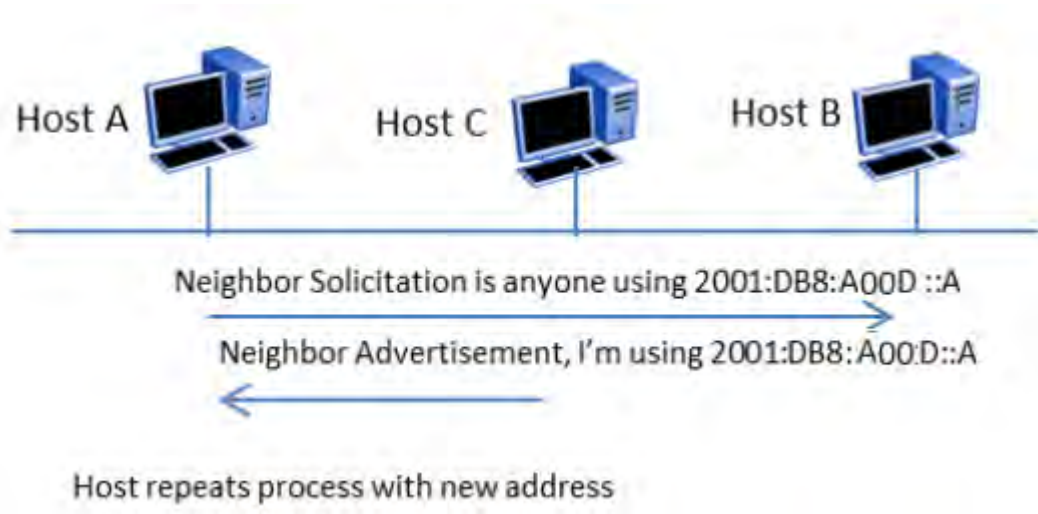 Host A
Host C
Host B
Neighbor Solicitation is anyone using 2001:DB8:A00D ::A
Neighbor Advertisement, I'm using 2001:DB8:A00:D::A
Host repeats process with new address